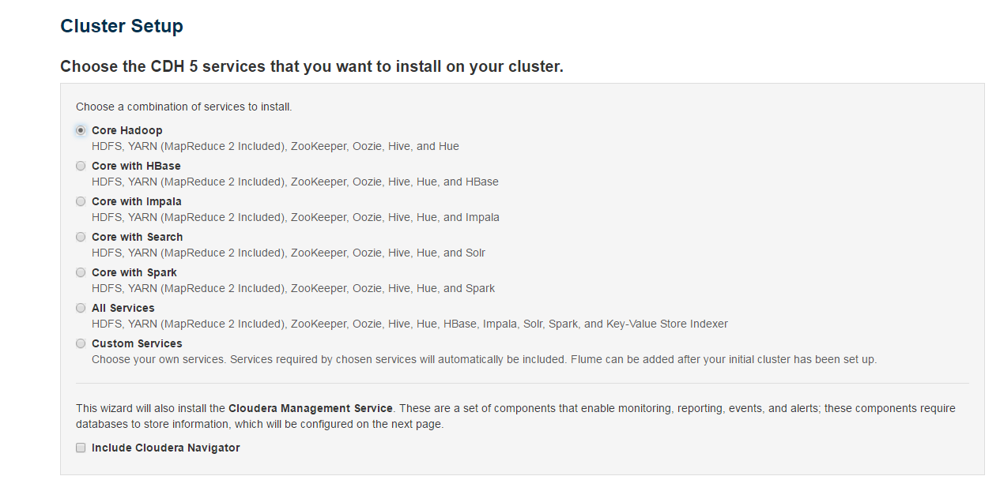 Cluster Setup
Choose the CDH 5 services that you want to install on your cluster.
Choose a combination of services to install.
Core Hadoop
HDFS, YARN (MapReduce 2 Included), ZooKeeper, Oozie, Hive, and Hue
Core with HBase
HDFS, YARN (MapReduce 2 Included), ZooKeeper, Oozie, Hive, Hue, and HBase
Core with Impala
HDFS, YARN (MapReduce 2 Included), ZooKeeper, Oozie, Hive, Hue, and Impala
Core with Search
HDFS, YARN (MapReduce 2 Included), ZooKeeper, Oozie, Hive, Hue, and Solr
Core with Spark
HDFS, YARN (MapReduce 2 Included), ZooKeeper, Oozie, Hive, Hue, and Spark
All Services
HDFS, YARN (MapReduce 2 Included), ZooKeeper, Oozie, Hive, Hue, HBase, Impala, Solr, Spark, and Key-Value Store Indexer
Custom Services
Choose your own services. Services required by chosen services will automatically be included. Flume can be added after your initial cluster has been set up.
This wizard will also install the Cloudera Management Service. These are a set of components that enable monitoring, reporting, events, and alerts; these components require
databases to store information, which will be configured on the next page.
Include Cloudera Navigator